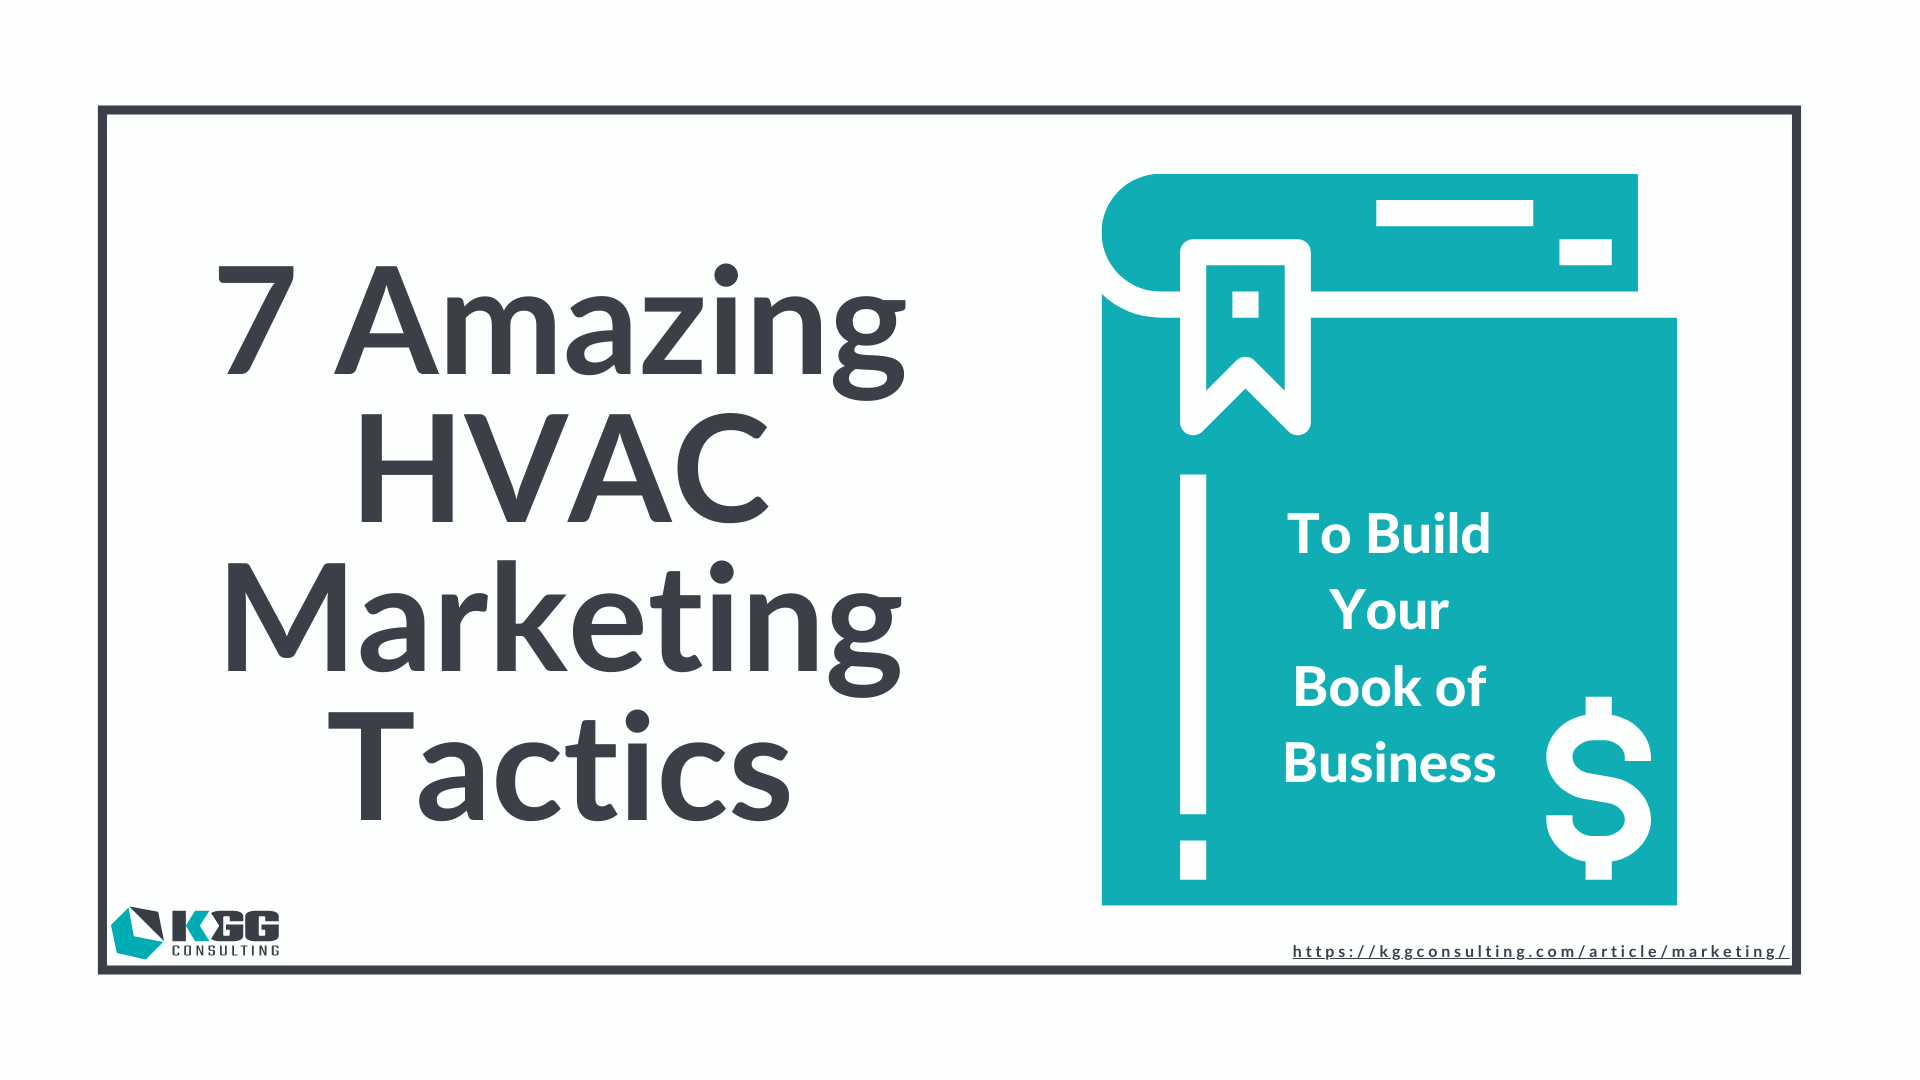 7 Amazing
HVAC
Marketing
Tactics
To Build
Your
Book of
Business
$
KGG
CONSULTING
https://kggconsulting.com/article/marketing/